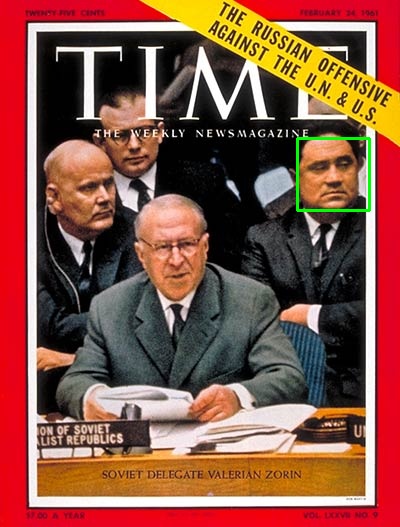 TWENTY-FIVE CENTS
FEBRUARY 24, 1961
THE RUSSIAN OFFENSIVE
AGAINST THE U.N. & U.S.
TIME
THE WEEKLY NEWSMAGAZINE
ON OF SOVIET
ALIST REPUBLICS
UN
SOVIET DELEGATE VALERIAN ZORIN
$7.00 A YEAR
VOL. LXXVII NO. 9